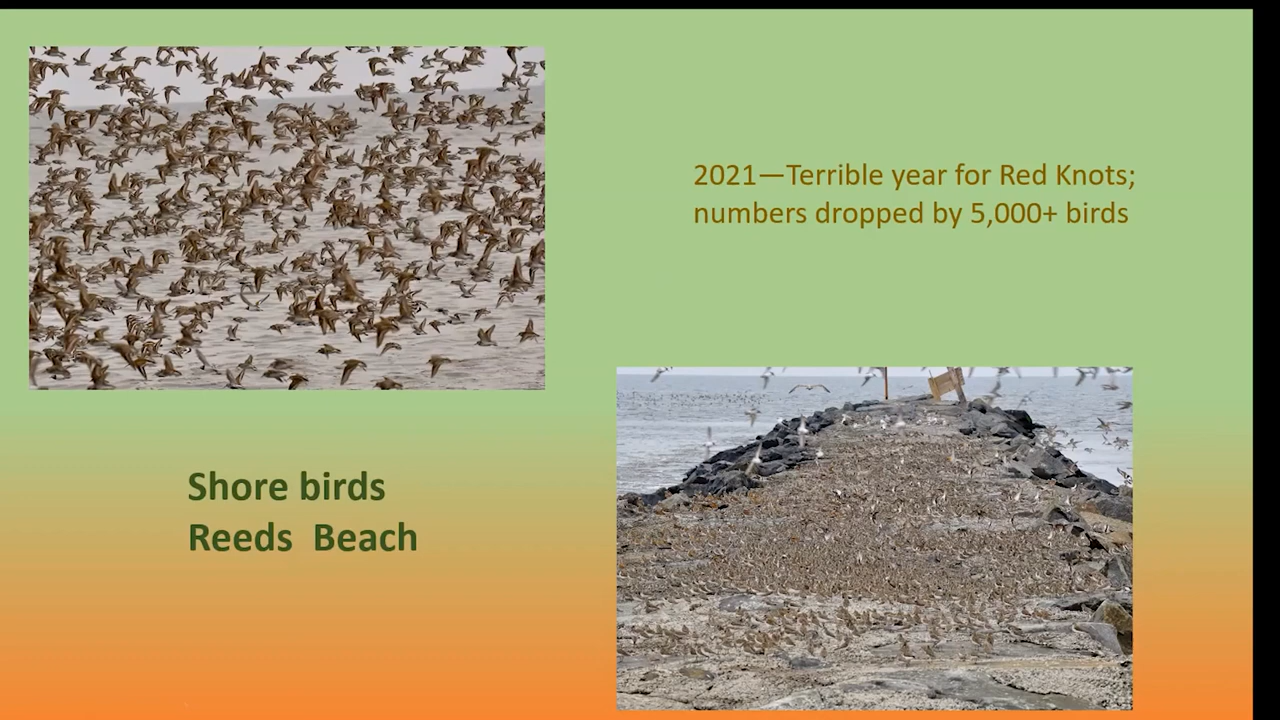 2021—Terrible year for Red Knots;
numbers dropped by 5,000+ birds
Shore birds
Reeds  Beach